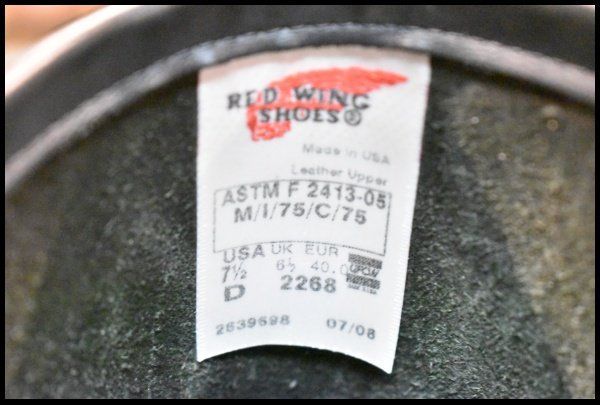 RED WING
SHOES®
Made in USA
Leather Upper
ASTM F 2413-05
M/I/75/C/75
USA UK EUR
7½ 6½ 40.0
D 2268
2639698 07/08